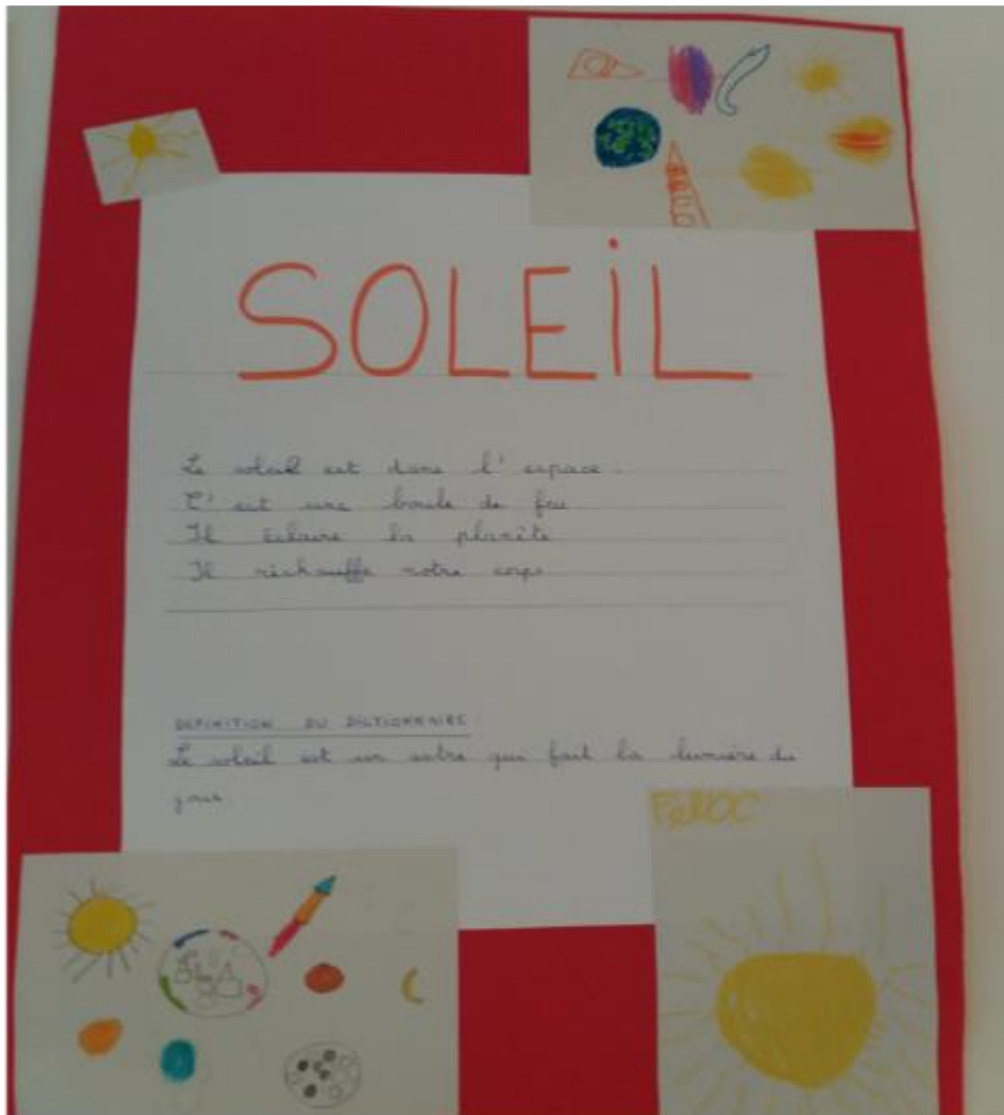 SOLEIL
Le soleil est dans l'espace.
C'est une boule de feu
Il éclaire la planète
Il réchauffe notre corps
DEFINITION DU DICTIONNAIRE
Le soleil est un astre qui fait la lumière du
jour